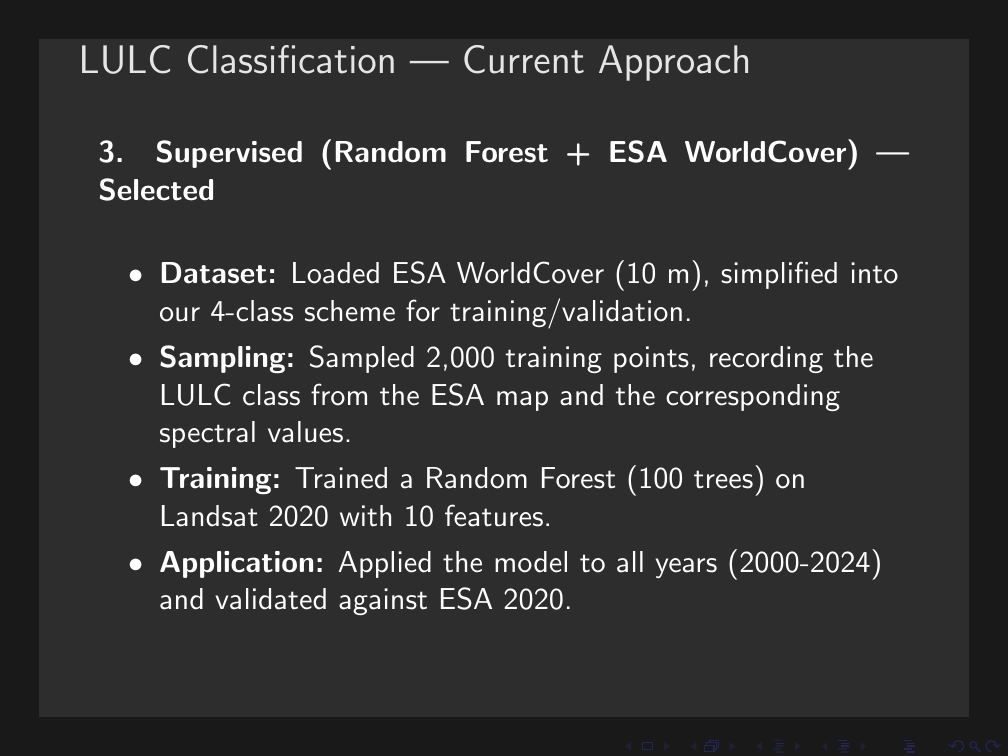 LULC Classification — Current Approach
3. Supervised (Random Forest + ESA WorldCover) —
Selected
• Dataset: Loaded ESA WorldCover (10 m), simplified into
our 4-class scheme for training/validation.
• Sampling: Sampled 2,000 training points, recording the
LULC class from the ESA map and the corresponding
spectral values.
• Training: Trained a Random Forest (100 trees) on
Landsat 2020 with 10 features.
• Application: Applied the model to all years (2000-2024)
and validated against ESA 2020.